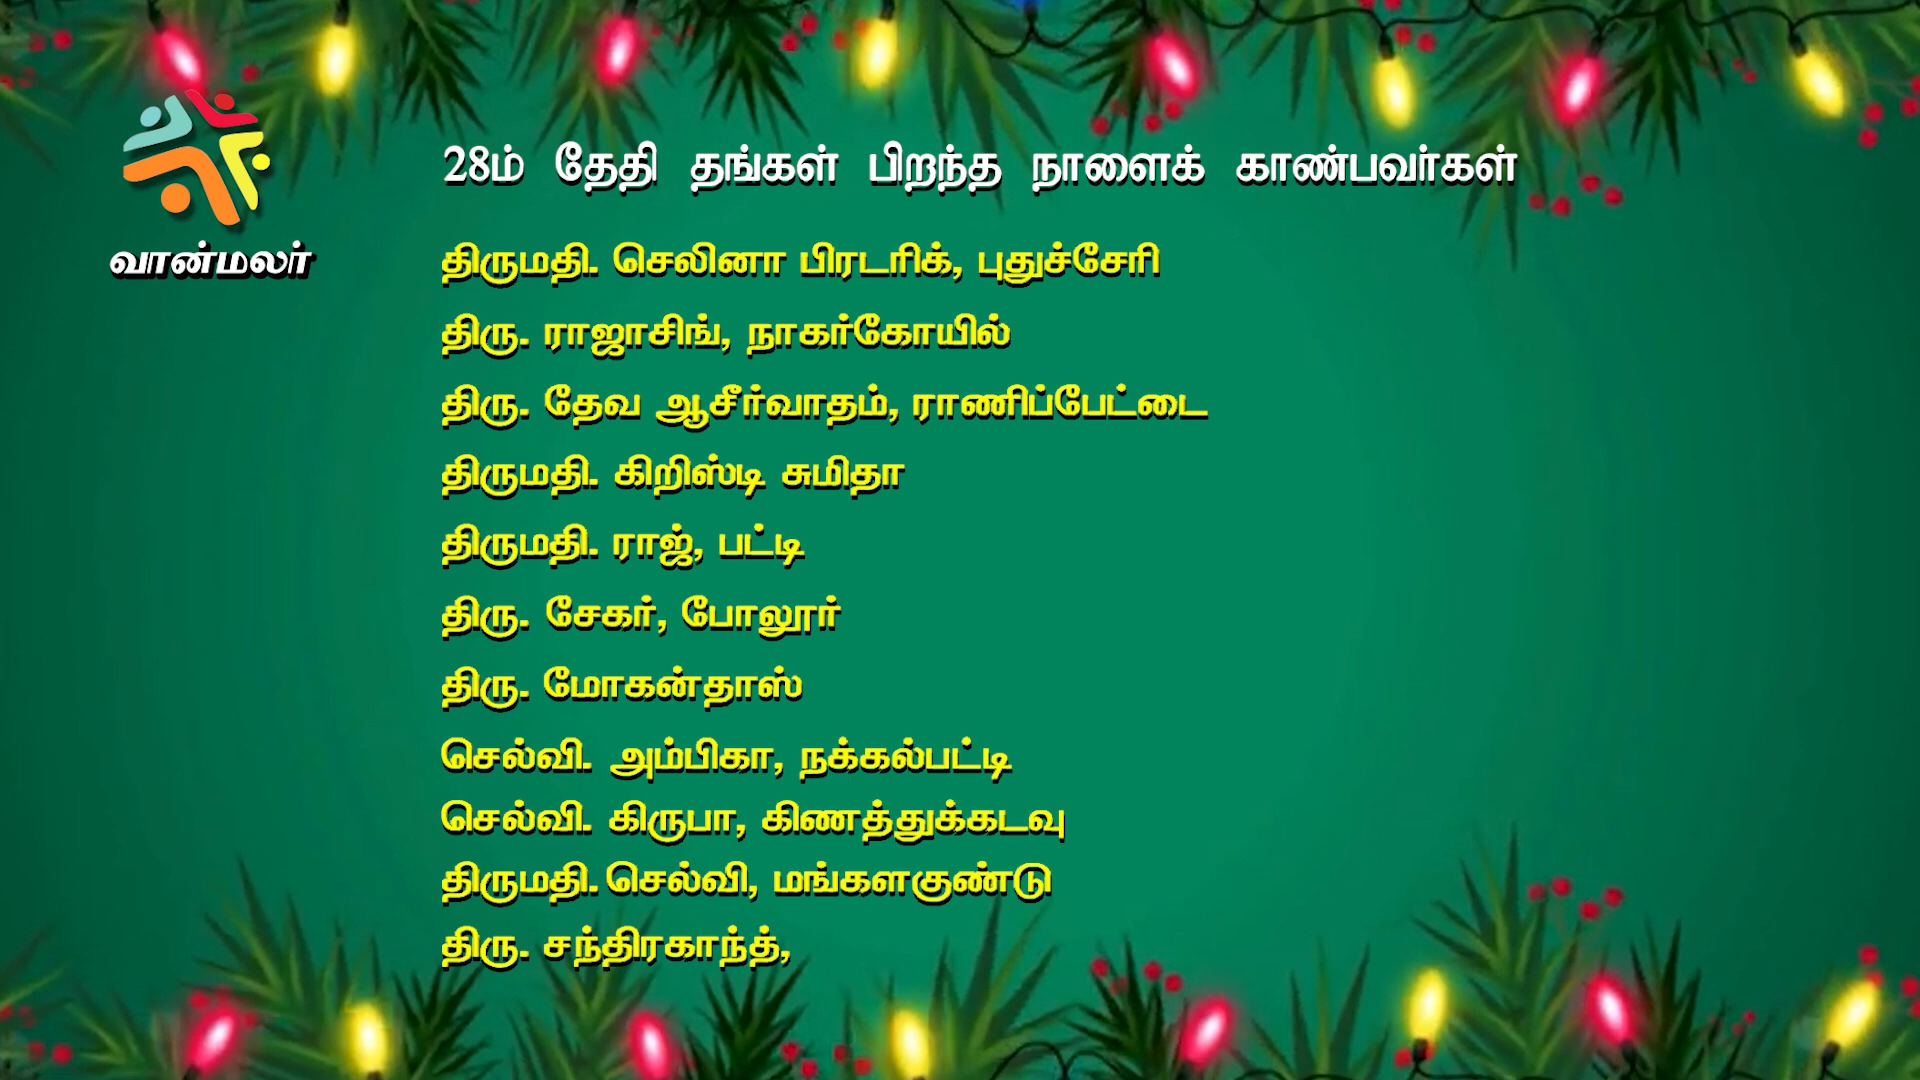 வான்மலர்
28ம் தேதி தங்கள் பிறந்த நாளைக் காண்பவர்கள்
திருமதி. செலினா பிரடரிக், புதுச்சேரி
திரு. ராஜாசிங், நாகர்கோயில்
திரு. தேவ ஆசீர்வாதம், ராணிப்பேட்டை
திருமதி. கிறிஸ்டி சுமிதா
திருமதி. ராஜ், பட்டி
திரு. சேகர், போலூர்
திரு. மோகன்தாஸ்
செல்வி. அம்பிகா, நக்கல்பட்டி
செல்வி. கிருபா, கிணத்துக்கடவு
திருமதி. செல்வி, மங்களகுண்டு
திரு. சந்திரகாந்த்,